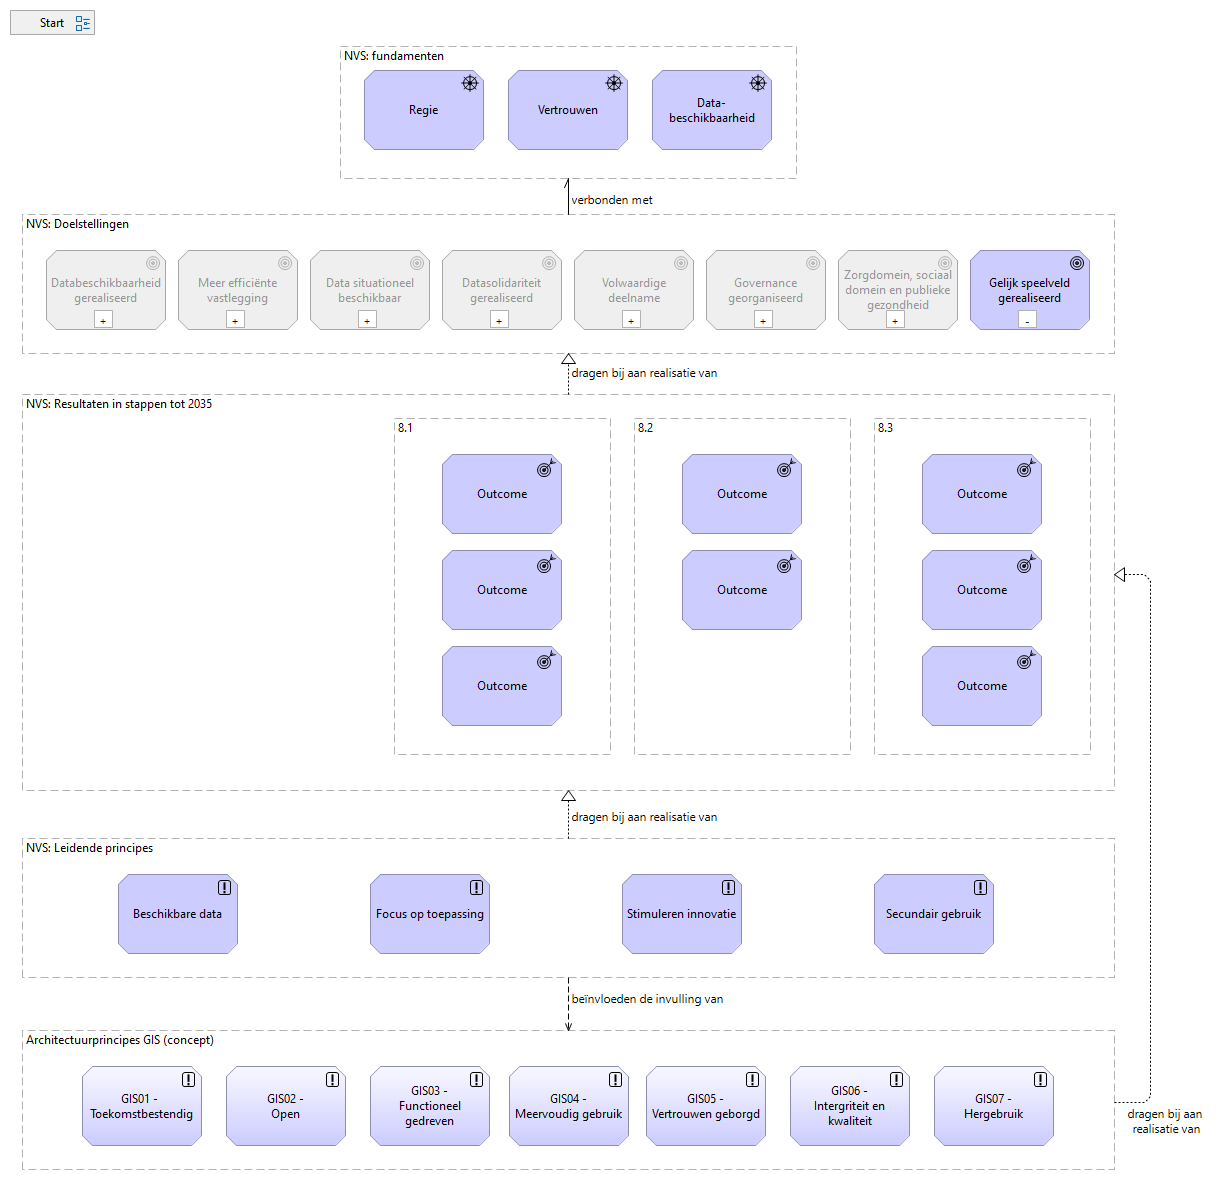 Start
NVS: fundamenten
Regie
Vertrouwen
Data-
beschikbaarheid
verbonden met
NVS: Doelstellingen
Databeschikbaarheid
gerealiseerd
+
Meer efficiënte
vastlegging
+
Data situationeel
beschikbaar
+
Datasolidariteit
gerealiseerd
+
Volwaardige
deelname
+
Governance
georganiseerd
+
Zorgdomein, sociaal
domein en publieke
gezondheid
+
Gelijk speelveld
gerealiseerd
-
dragen bij aan realisatie van
NVS: Resultaten in stappen tot 2035
8.1
Outcome
Outcome
Outcome
8.2
Outcome
Outcome
8.3
Outcome
Outcome
Outcome
dragen bij aan realisatie van
NVS: Leidende principes
Beschikbare data
Focus op toepassing
Stimuleren innovatie
Secundair gebruik
beïnvloeden de invulling van
Architectuurprincipes GIS (concept)
GIS01 -
Toekomstbestendig
GIS02 -
Open
GIS03 -
Functioneel
gedreven
GIS04 -
Meervoudig gebruik
GIS05 -
Vertrouwen geborgd
GIS06 -
Intergriteit en
kwaliteit
GIS07 -
Hergebruik
dragen bij aan
realisatie van